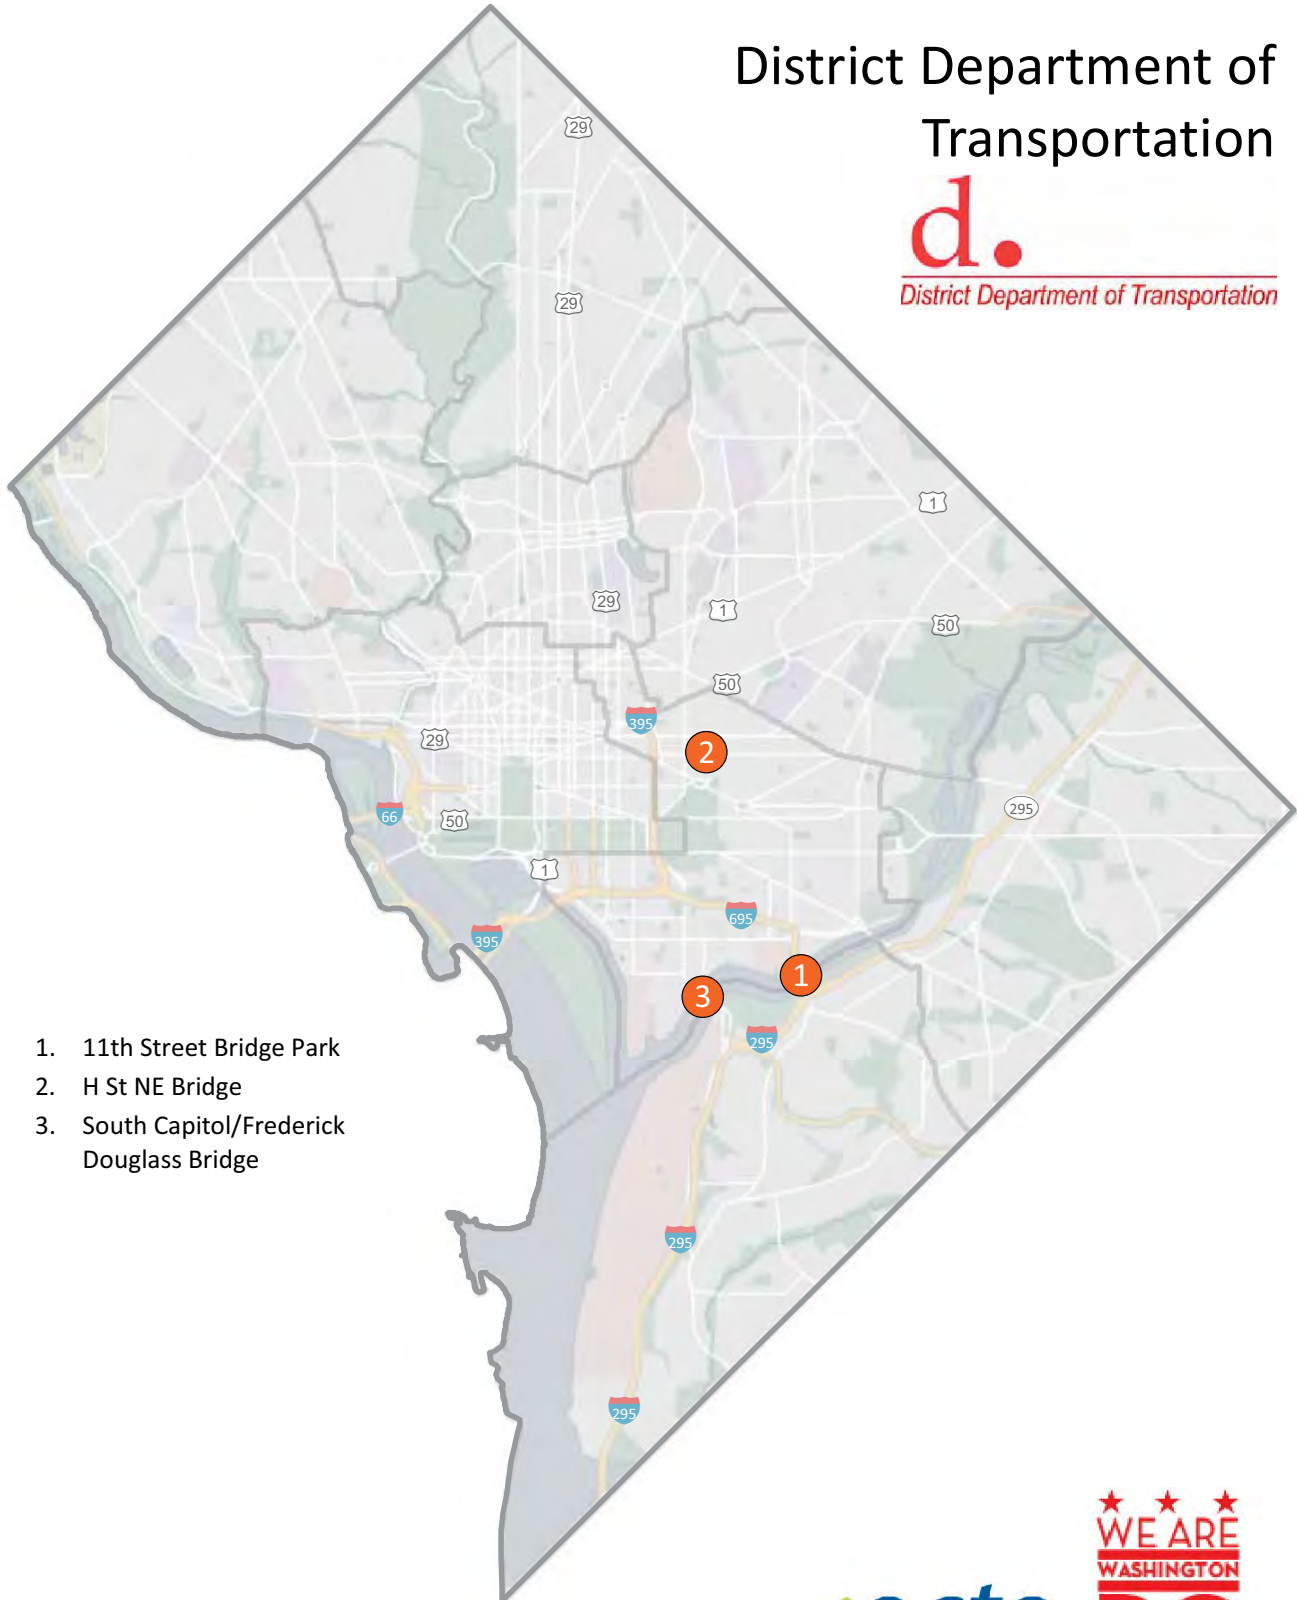 District Department of
Transportation
d.
District Department of Transportation
29
29
1
29
1
50
50
395
2
29
295
66
50
1
695
395
1
3
295
1. 11th Street Bridge Park
2. H St NE Bridge
3. South Capitol/Frederick
Douglass Bridge
295
295
WE ARE
WASHINGTON